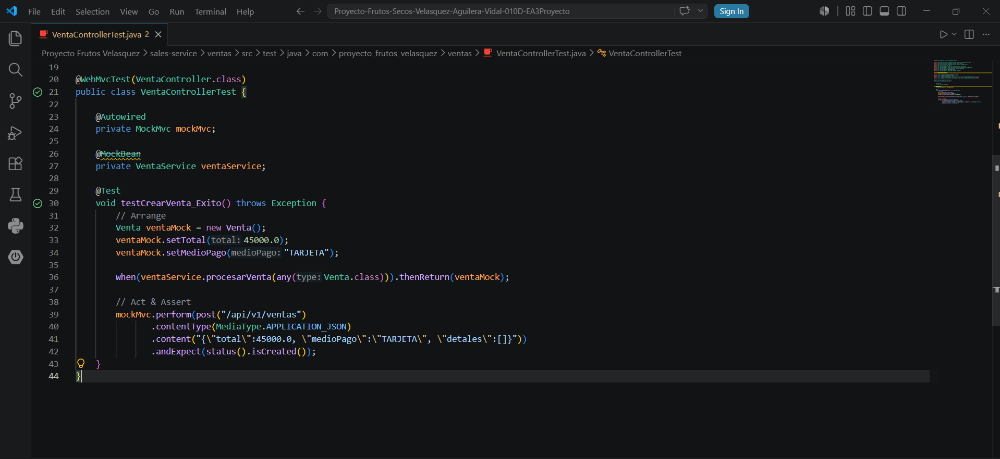 File Edit Selection View Go Run Terminal Help
Proyecto-Frutos-Secos-Velasquez-Aguilera-Vidal-010D-EA3Proyecto
Sign In
VentaControllerTest.java 2
Proyecto Frutos Velasquez > sales-service > ventas > src > test > java > com > proyecto_frutos_velasquez > ventas > VentaControllerTest.java > VentaControllerTest
19
20 @WebMvcTest(VentaController.class)
21 public class VentaControllerTest {
22
23 @Autowired
24 private MockMvc mockMvc;
25
26 @MockBean
27 private VentaService ventaService;
28
29 @Test
30 void testCrearVenta_Exito() throws Exception {
31 // Arrange
32 Venta ventaMock = new Venta();
33 ventaMock.setTotal(total: 45000.0);
34 ventaMock.setMedioPago(medioPago: "TARJETA");
35
36 when(ventaService.procesarVenta(any(type: Venta.class))).thenReturn(ventaMock);
37
38 // Act & Assert
39 mockMvc.perform(post("/api/v1/ventas")
40 .contentType(MediaType.APPLICATION_JSON)
41 .content("{\"total\":45000.0, \"medioPago\":\"TARJETA\", \"detales\":[]}"))
42 .andExpect(status().isCreated());
43 }
44 }